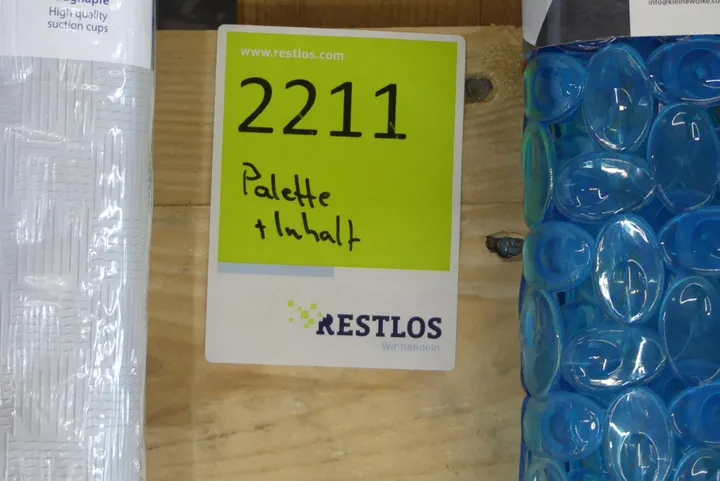 High quality
suction cups
www.restlos.com
2211
Palette
+ Inhalt
RESTLOS
Wir handeln